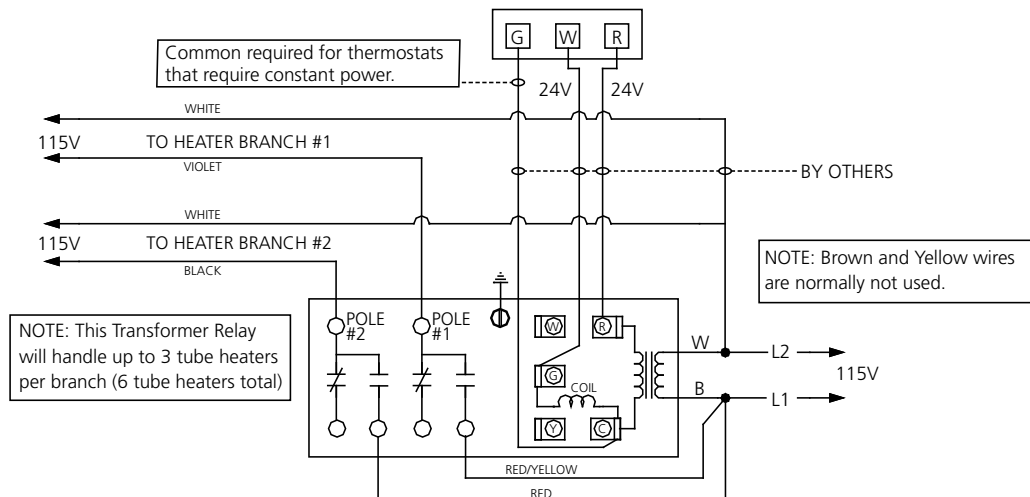 G W R
Common required for thermostats
that require constant power.
24V 24V
WHITE
115V TO HEATER BRANCH #1
VIOLET
BY OTHERS
WHITE
115V TO HEATER BRANCH #2
BLACK
NOTE: Brown and Yellow wires
are normally not used.
NOTE: This Transformer Relay
will handle up to 3 tube heaters
per branch (6 tube heaters total)
POLE
#2
POLE
#1
W R
G
COIL
Y C
W L2
115V
B L1
RED/YELLOW
RED